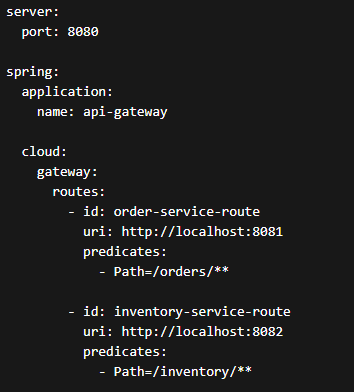 server:
  port: 8080

spring:
  application:
    name: api-gateway

  cloud:
    gateway:
      routes:
        - id: order-service-route
          uri: http://localhost:8081
          predicates:
            - Path=/orders/**

        - id: inventory-service-route
          uri: http://localhost:8082
          predicates:
            - Path=/inventory/**